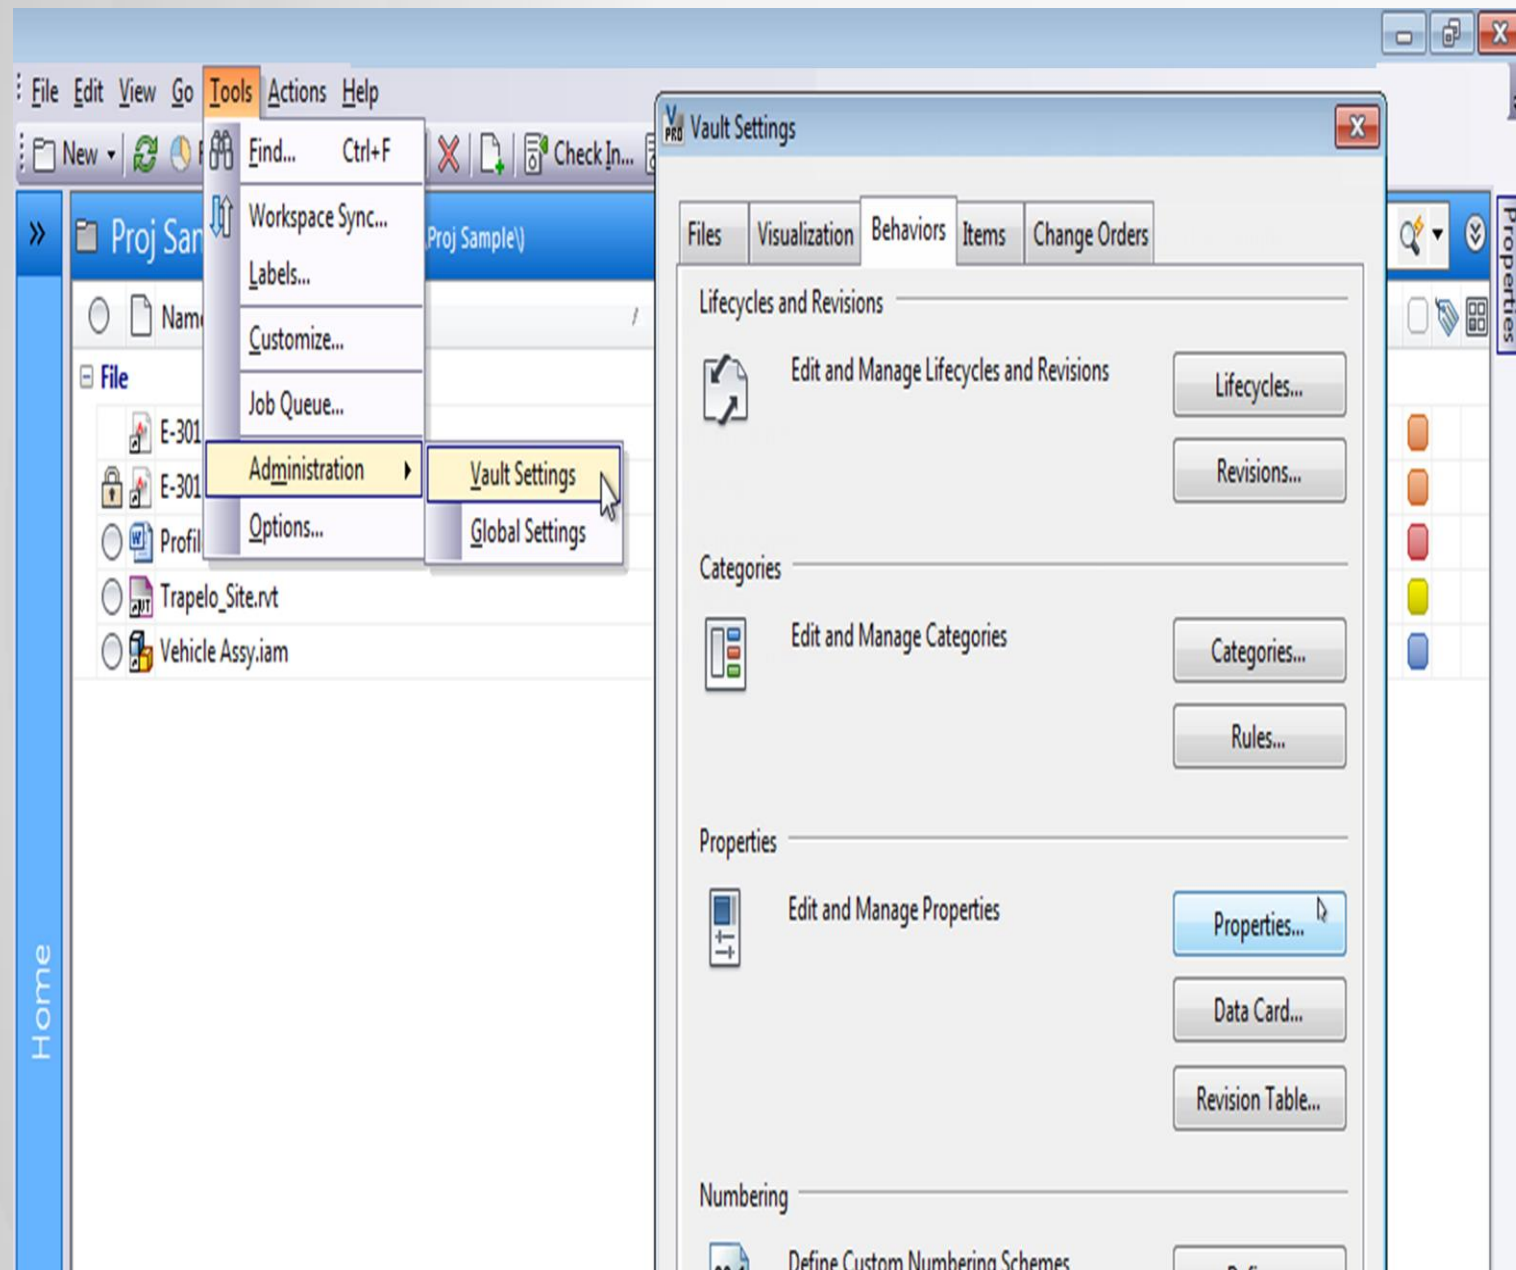 File Edit View Go Tools Actions Help
New Check In...
Find... Ctrl+F
Workspace Sync...
Labels...
Customize...
Job Queue...
Administration
Options...
Vault Settings
Global Settings
Proj Sample\)
File
E-301
E-301
Trapelo_Site.rvt
Vehicle Assy.iam
Home
Properties
V PRO Vault Settings
Files Visualization Behaviors Items Change Orders
Lifecycles and Revisions
Edit and Manage Lifecycles and Revisions Lifecycles...
Revisions...
Categories
Edit and Manage Categories Categories...
Rules...
Properties
Edit and Manage Properties Properties...
Data Card...
Revision Table...
Numbering
Define Custom Numbering Schemes